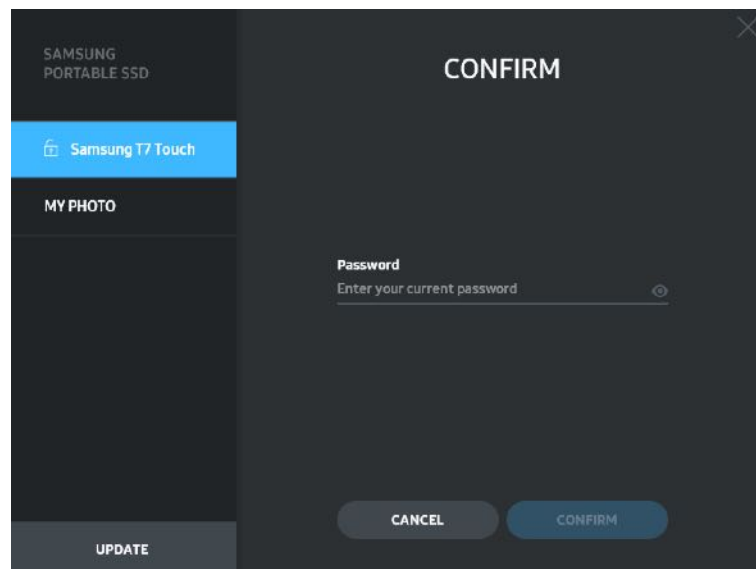 SAMSUNG
PORTABLE SSD
Samsung T7 Touch
MY PHOTO
UPDATE
CONFIRM
Password
Enter your current password
CANCEL
CONFIRM